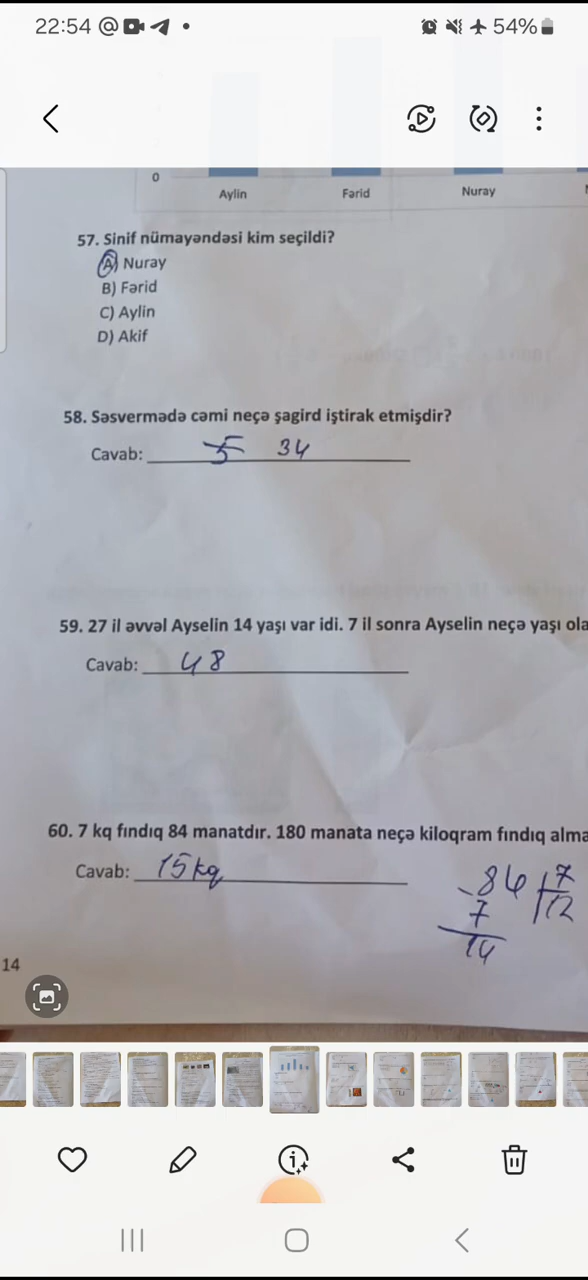 22:54
54%
0
Aylin
Fərid
Nuray
57. Sinif nümayəndəsi kim seçildi?
A) Nuray
B) Fərid
C) Aylin
D) Akif
58. Səsvermədə cəmi neçə şagird iştirak etmişdir?
Cavab: 34
59. 27 il əvvəl Ayselin 14 yaşı var idi. 7 il sonra Ayselin neçə yaşı ola
Cavab: 48
60. 7 kq fındıq 84 manatdır. 180 manata neçə kiloqram fındıq alma
Cavab: 15kq
84 7
- 7 12
14
14